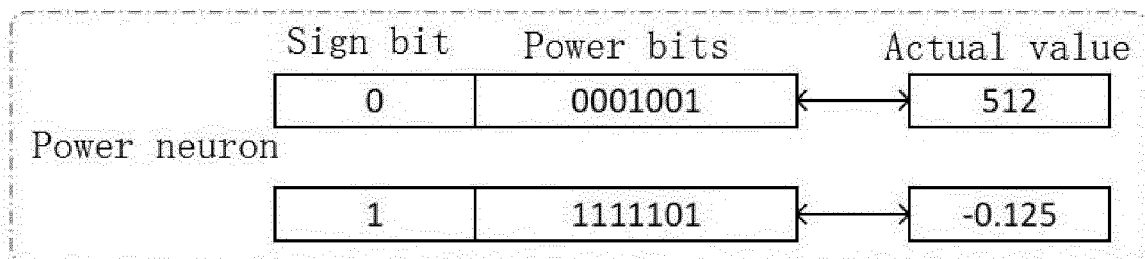 Sign bit Power bits Actual value
0 0001001 512
Power neuron
1 1111101 -0.125